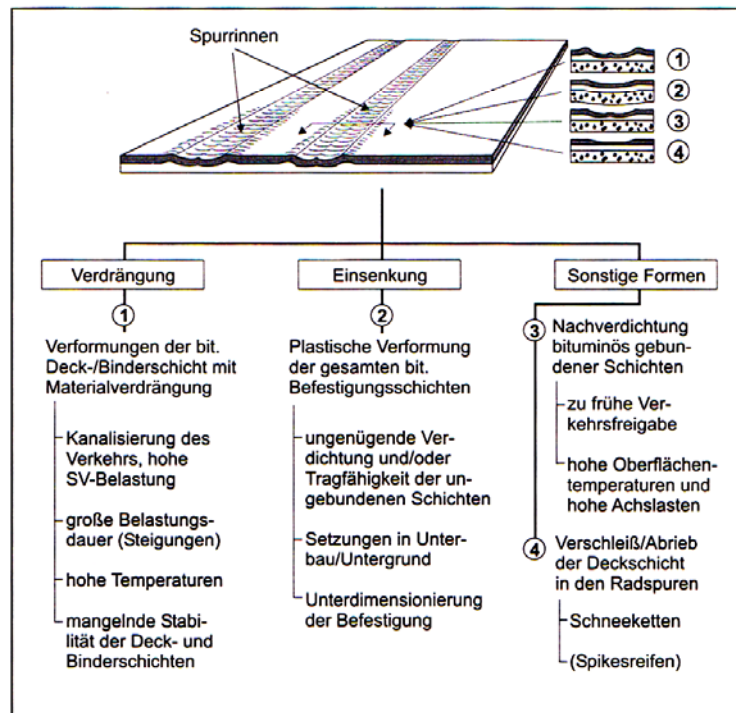 Spurrinnen
1
2
3
4
Verdrängung
1
Verformungen der bit.
Deck-/Binderschicht mit
Materialverdrängung
Kanalisierung des
Verkehrs, hohe
SV-Belastung
große Belastungs-
dauer (Steigungen)
hohe Temperaturen
mangelnde Stabi-
lität der Deck- und
Binderschichten
Einsenkung
2
Plastische Verformung
der gesamten bit.
Befestigungsschichten
ungenügende Ver-
dichtung und/oder
Tragfähigkeit der un-
gebundenen Schichten
Setzungen in Unter-
bau/Untergrund
Unterdimensionierung
der Befestigung
Sonstige Formen
3
Nachverdichtung
bituminös gebun-
dener Schichten
zu frühe Ver-
kehrsfreigabe
hohe Oberflächen-
temperaturen und
hohe Achslasten
4
Verschleiß/Abrieb
der Deckschicht
in den Radspuren
Schneeketten
(Spikesreifen)